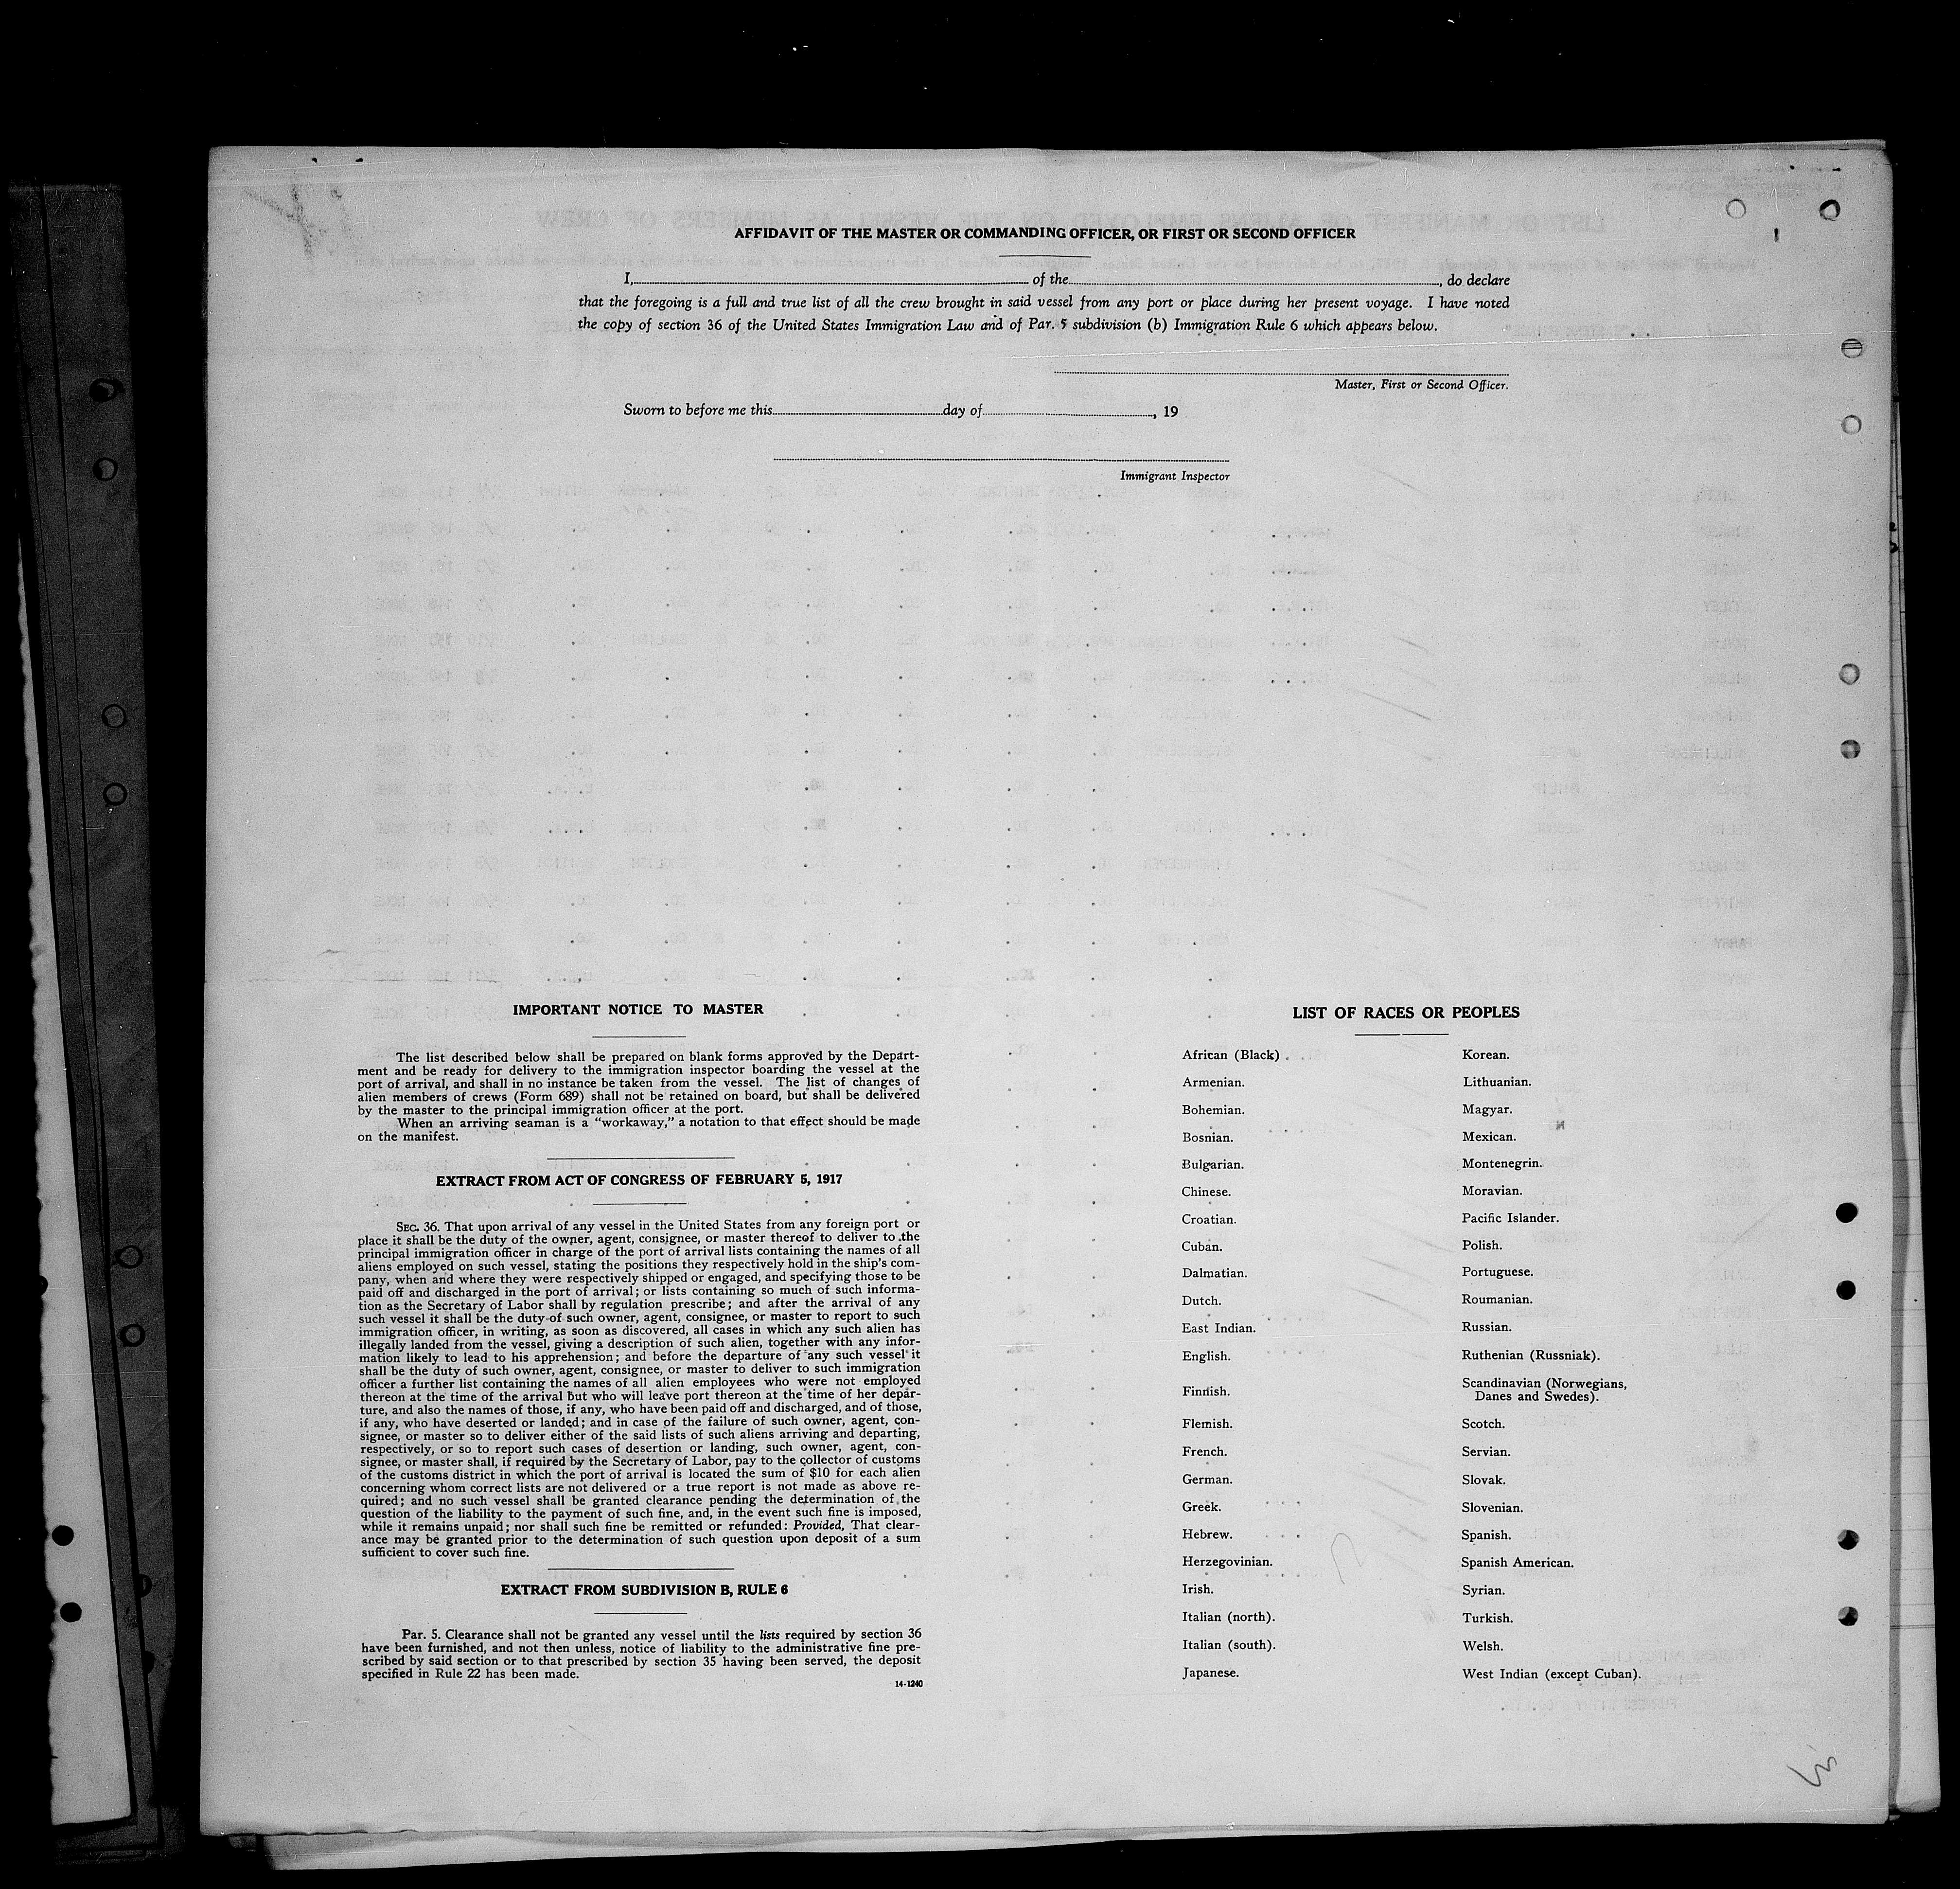 AFFIDAVIT OF THE MASTER OR COMMANDING OFFICER, OR FIRST OR SECOND OFFICER
I, of the , do declare
that the foregoing is a full and true list of all the crew brought in said vessel from any port or place during her present voyage. I have noted
the copy of section 36 of the United States Immigration Law and of Par. 5 subdivision (b) Immigration Rule 6 which appears below.
Master, First or Second Officer.
Sworn to before me this day of , 19
Immigrant Inspector
IMPORTANT NOTICE TO MASTER
The list described below shall be prepared on blank forms approved by the Depart-
ment and be ready for delivery to the immigration inspector boarding the vessel at the
port of arrival, and shall in no instance be taken from the vessel. The list of changes of
alien members of crews (Form 689) shall not be retained on board, but shall be delivered
by the master to the principal immigration officer at the port.
When an arriving seaman is a "workaway," a notation to that effect should be made
on the manifest.
EXTRACT FROM ACT OF CONGRESS OF FEBRUARY 5, 1917
SEC. 36. That upon arrival of any vessel in the United States from any foreign port or
place it shall be the duty of the owner, agent, consignee, or master thereof to deliver to the
principal immigration officer in charge of the port of arrival lists containing the names of all
aliens employed on such vessel, stating the positions they respectively hold in the ship's com-
pany, when and where they were respectively shipped or engaged, and specifying those to be
paid off and discharged in the port of arrival; or lists containing so much of such informa-
tion as the Secretary of Labor shall by regulation prescribe; and after the arrival of any
such vessel it shall be the duty of such owner, agent, consignee, or master to report to such
immigration officer, in writing, as soon as discovered, all cases in which any such alien has
illegally landed from the vessel, giving a description of such alien, together with any infor-
mation likely to lead to his apprehension; and before the departure of any such vessel it
shall be the duty of such owner, agent, consignee, or master to deliver to such immigration
officer a further list containing the names of all alien employees who were not employed
thereon at the time of the arrival but who will leave port thereon at the time of her depar-
ture, and also the names of those, if any, who have been paid off and discharged, and of those,
if any, who have deserted or landed; and in case of the failure of such owner, agent, con-
signee, or master so to deliver either of the said lists of such aliens arriving and departing,
respectively, or so to report such cases of desertion or landing, such owner, agent, con-
signee, or master shall, if required by the Secretary of Labor, pay to the collector of customs
of the customs district in which the port of arrival is located the sum of $10 for each alien
concerning whom correct lists are not delivered or a true report is not made as above re-
quired; and no such vessel shall be granted clearance pending the determination of the
question of the liability to the payment of such fine, and, in the event such fine is imposed,
while it remains unpaid; nor shall such fine be remitted or refunded: Provided, That clear-
ance may be granted prior to the determination of such question upon deposit of a sum
sufficient to cover such fine.
EXTRACT FROM SUBDIVISION B, RULE 6
Par. 5. Clearance shall not be granted any vessel until the lists required by section 36
have been furnished, and not then unless, notice of liability to the administrative fine pre-
scribed by said section or to that prescribed by section 35 having been served, the deposit
specified in Rule 22 has been made.
14-1240
LIST OF RACES OR PEOPLES
African (Black)
Armenian.
Bohemian.
Bosnian.
Bulgarian.
Chinese.
Croatian.
Cuban.
Dalmatian.
Dutch.
East Indian.
English.
Finnish.
Flemish.
French.
German.
Greek.
Hebrew.
Herzegovinian.
Irish.
Italian (north).
Italian (south).
Japanese.
Korean.
Lithuanian.
Magyar.
Mexican.
Montenegrin.
Moravian.
Pacific Islander.
Polish.
Portuguese.
Roumanian.
Russian.
Ruthenian (Russniak).
Scandinavian (Norwegians,
Danes and Swedes).
Scotch.
Servian.
Slovak.
Slovenian.
Spanish.
Spanish American.
Syrian.
Turkish.
Welsh.
West Indian (except Cuban).